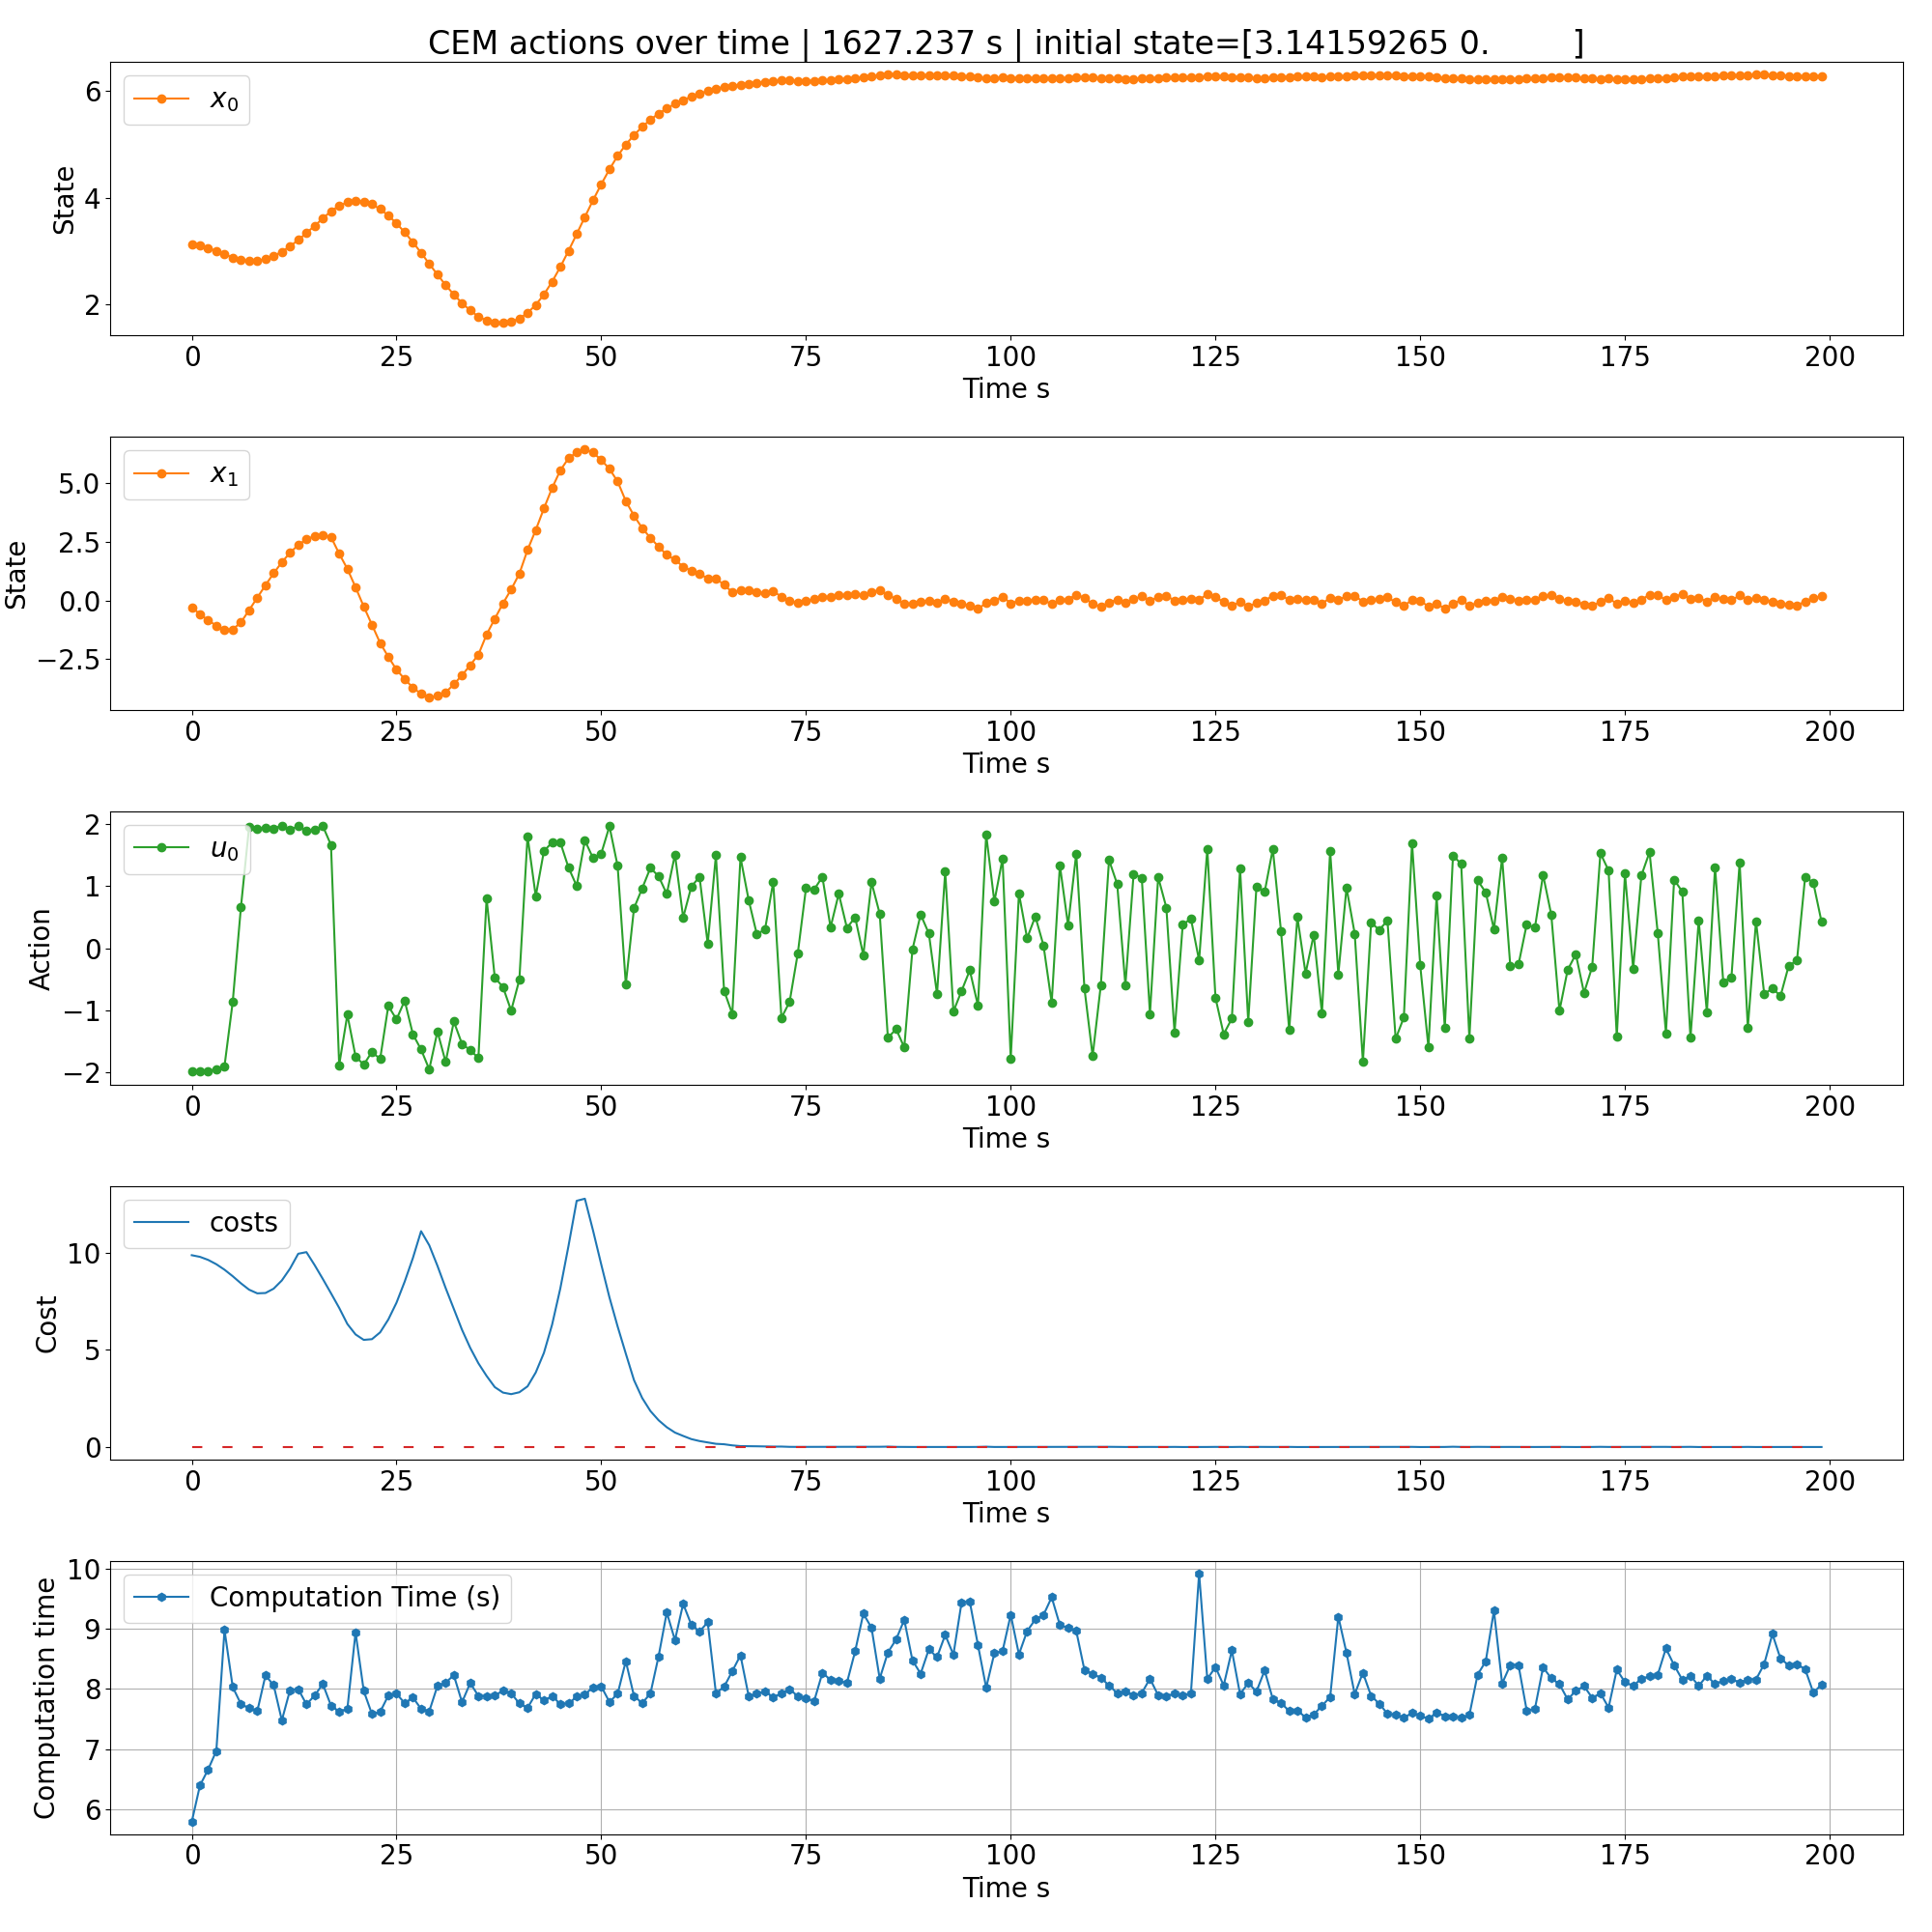 CEM actions over time | 1627.237 s | initial state=[3.14159265 0.         ]
x0
State
6
4
2
0 25 50 75 100 125 150 175 200
Time s
x1
State
5.0
2.5
0.0
−2.5
0 25 50 75 100 125 150 175 200
Time s
u0
Action
2
1
0
−1
−2
0 25 50 75 100 125 150 175 200
Time s
costs
Cost
10
5
0
0 25 50 75 100 125 150 175 200
Time s
Computation Time (s)
Computation time
10
9
8
7
6
0 25 50 75 100 125 150 175 200
Time s